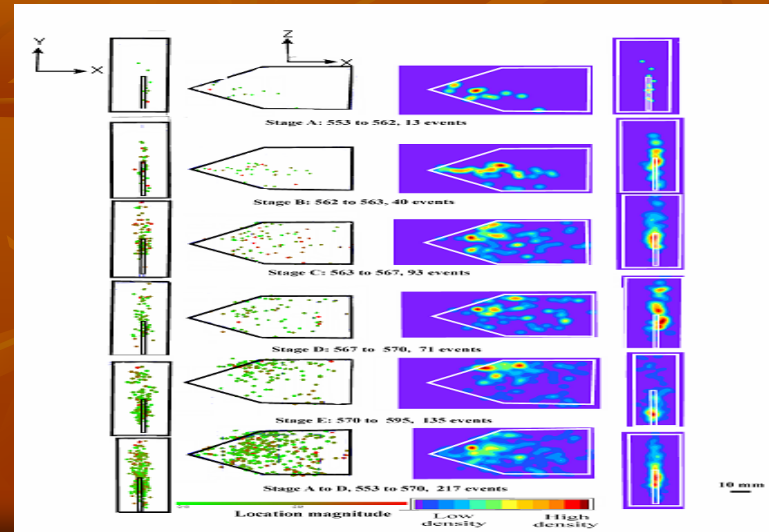 Y
X
Z
X
Stage A: 553 to 562, 13 events
Stage B: 562 to 563, 40 events
Stage C: 563 to 567, 93 events
Stage D: 567 to 570, 71 events
Stage E: 570 to 595, 135 events
Stage A to D, 553 to 570, 217 events
10 mm
Location magnitude
Low density
High density